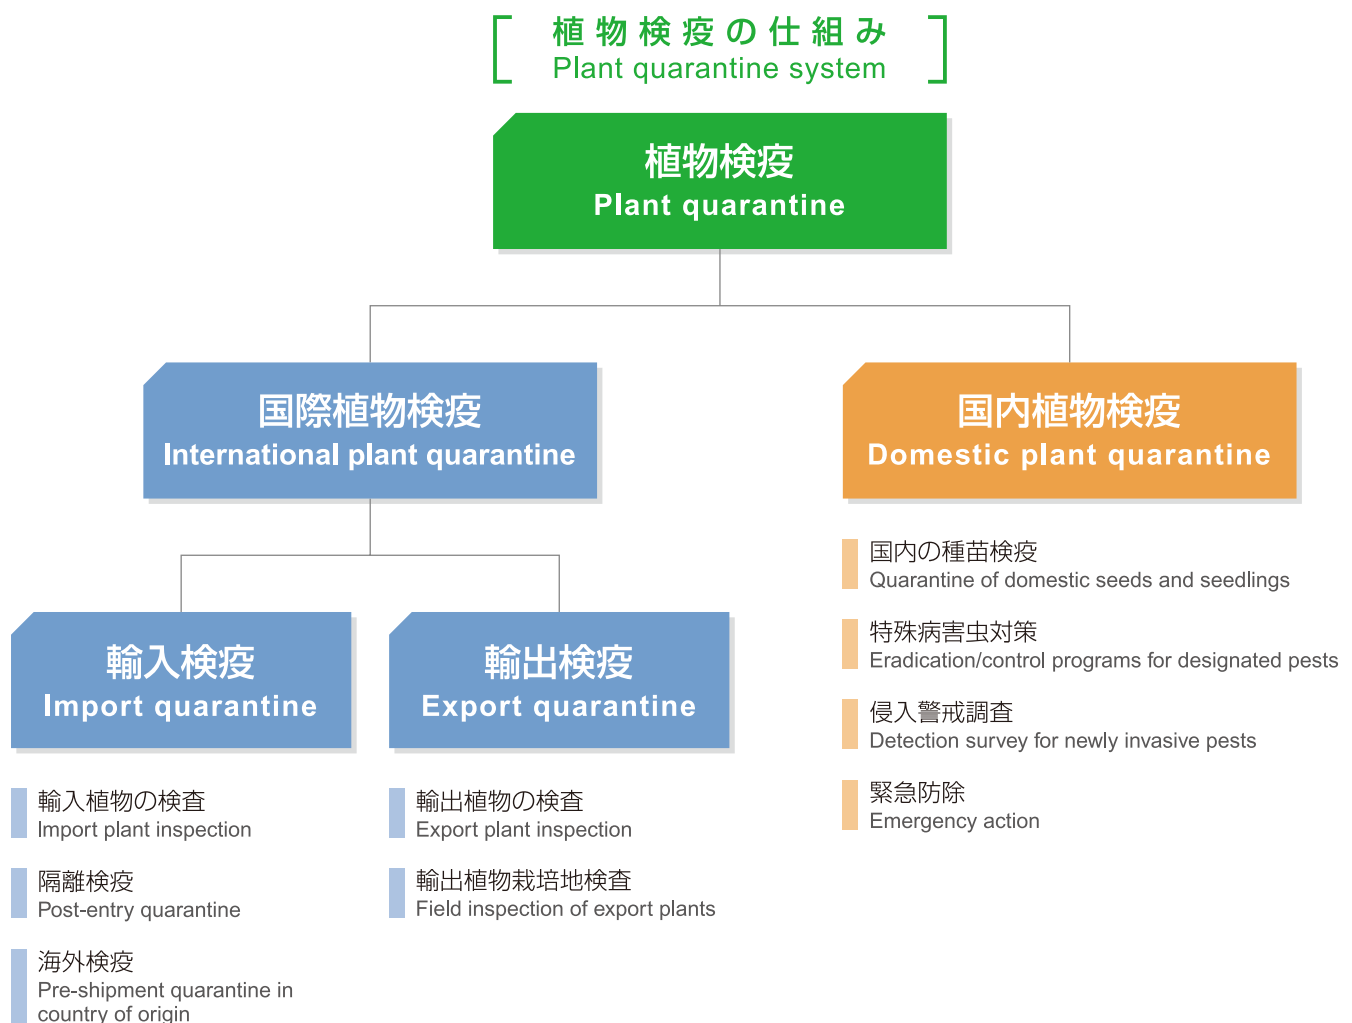 植物検疫の仕組み
Plant quarantine system
植物検疫
Plant quarantine
国際植物検疫
International plant quarantine
国内植物検疫
Domestic plant quarantine
輸入検疫
Import quarantine
輸入植物の検査
Import plant inspection
隔離検疫
Post-entry quarantine
海外検疫
Pre-shipment quarantine in
country of origin
輸出検疫
Export quarantine
輸出植物の検査
Export plant inspection
輸出植物栽培地検査
Field inspection of export plants
国内の種苗検疫
Quarantine of domestic seeds and seedlings
特殊病害虫対策
Eradication/control programs for designated pests
侵入警戒調査
Detection survey for newly invasive pests
緊急防除
Emergency action